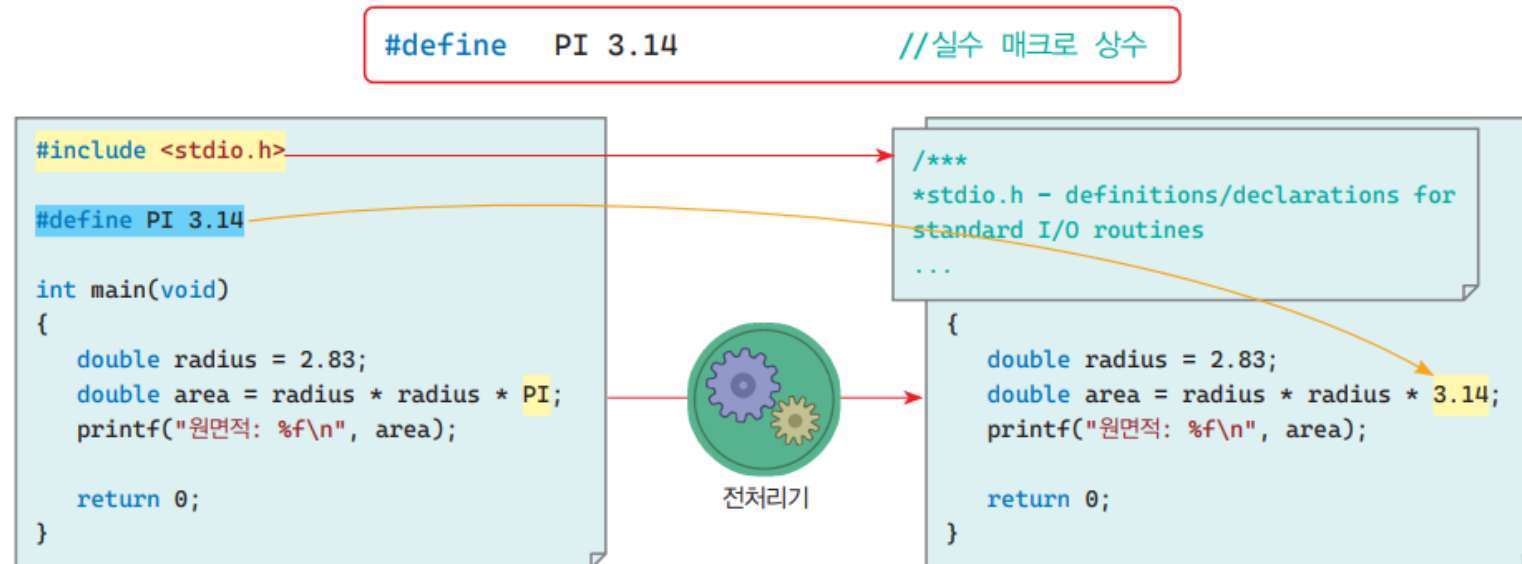 #define PI 3.14 //실수 매크로 상수
#include <stdio.h>
#define PI 3.14
int main(void)
{
double radius = 2.83;
double area = radius * radius * PI;
printf("원면적: %f\n", area);
return 0;
}
전처리기
/***
*stdio.h - definitions/declarations for
standard I/O routines
...
{
double radius = 2.83;
double area = radius * radius * 3.14;
printf("원면적: %f\n", area);
return 0;
}